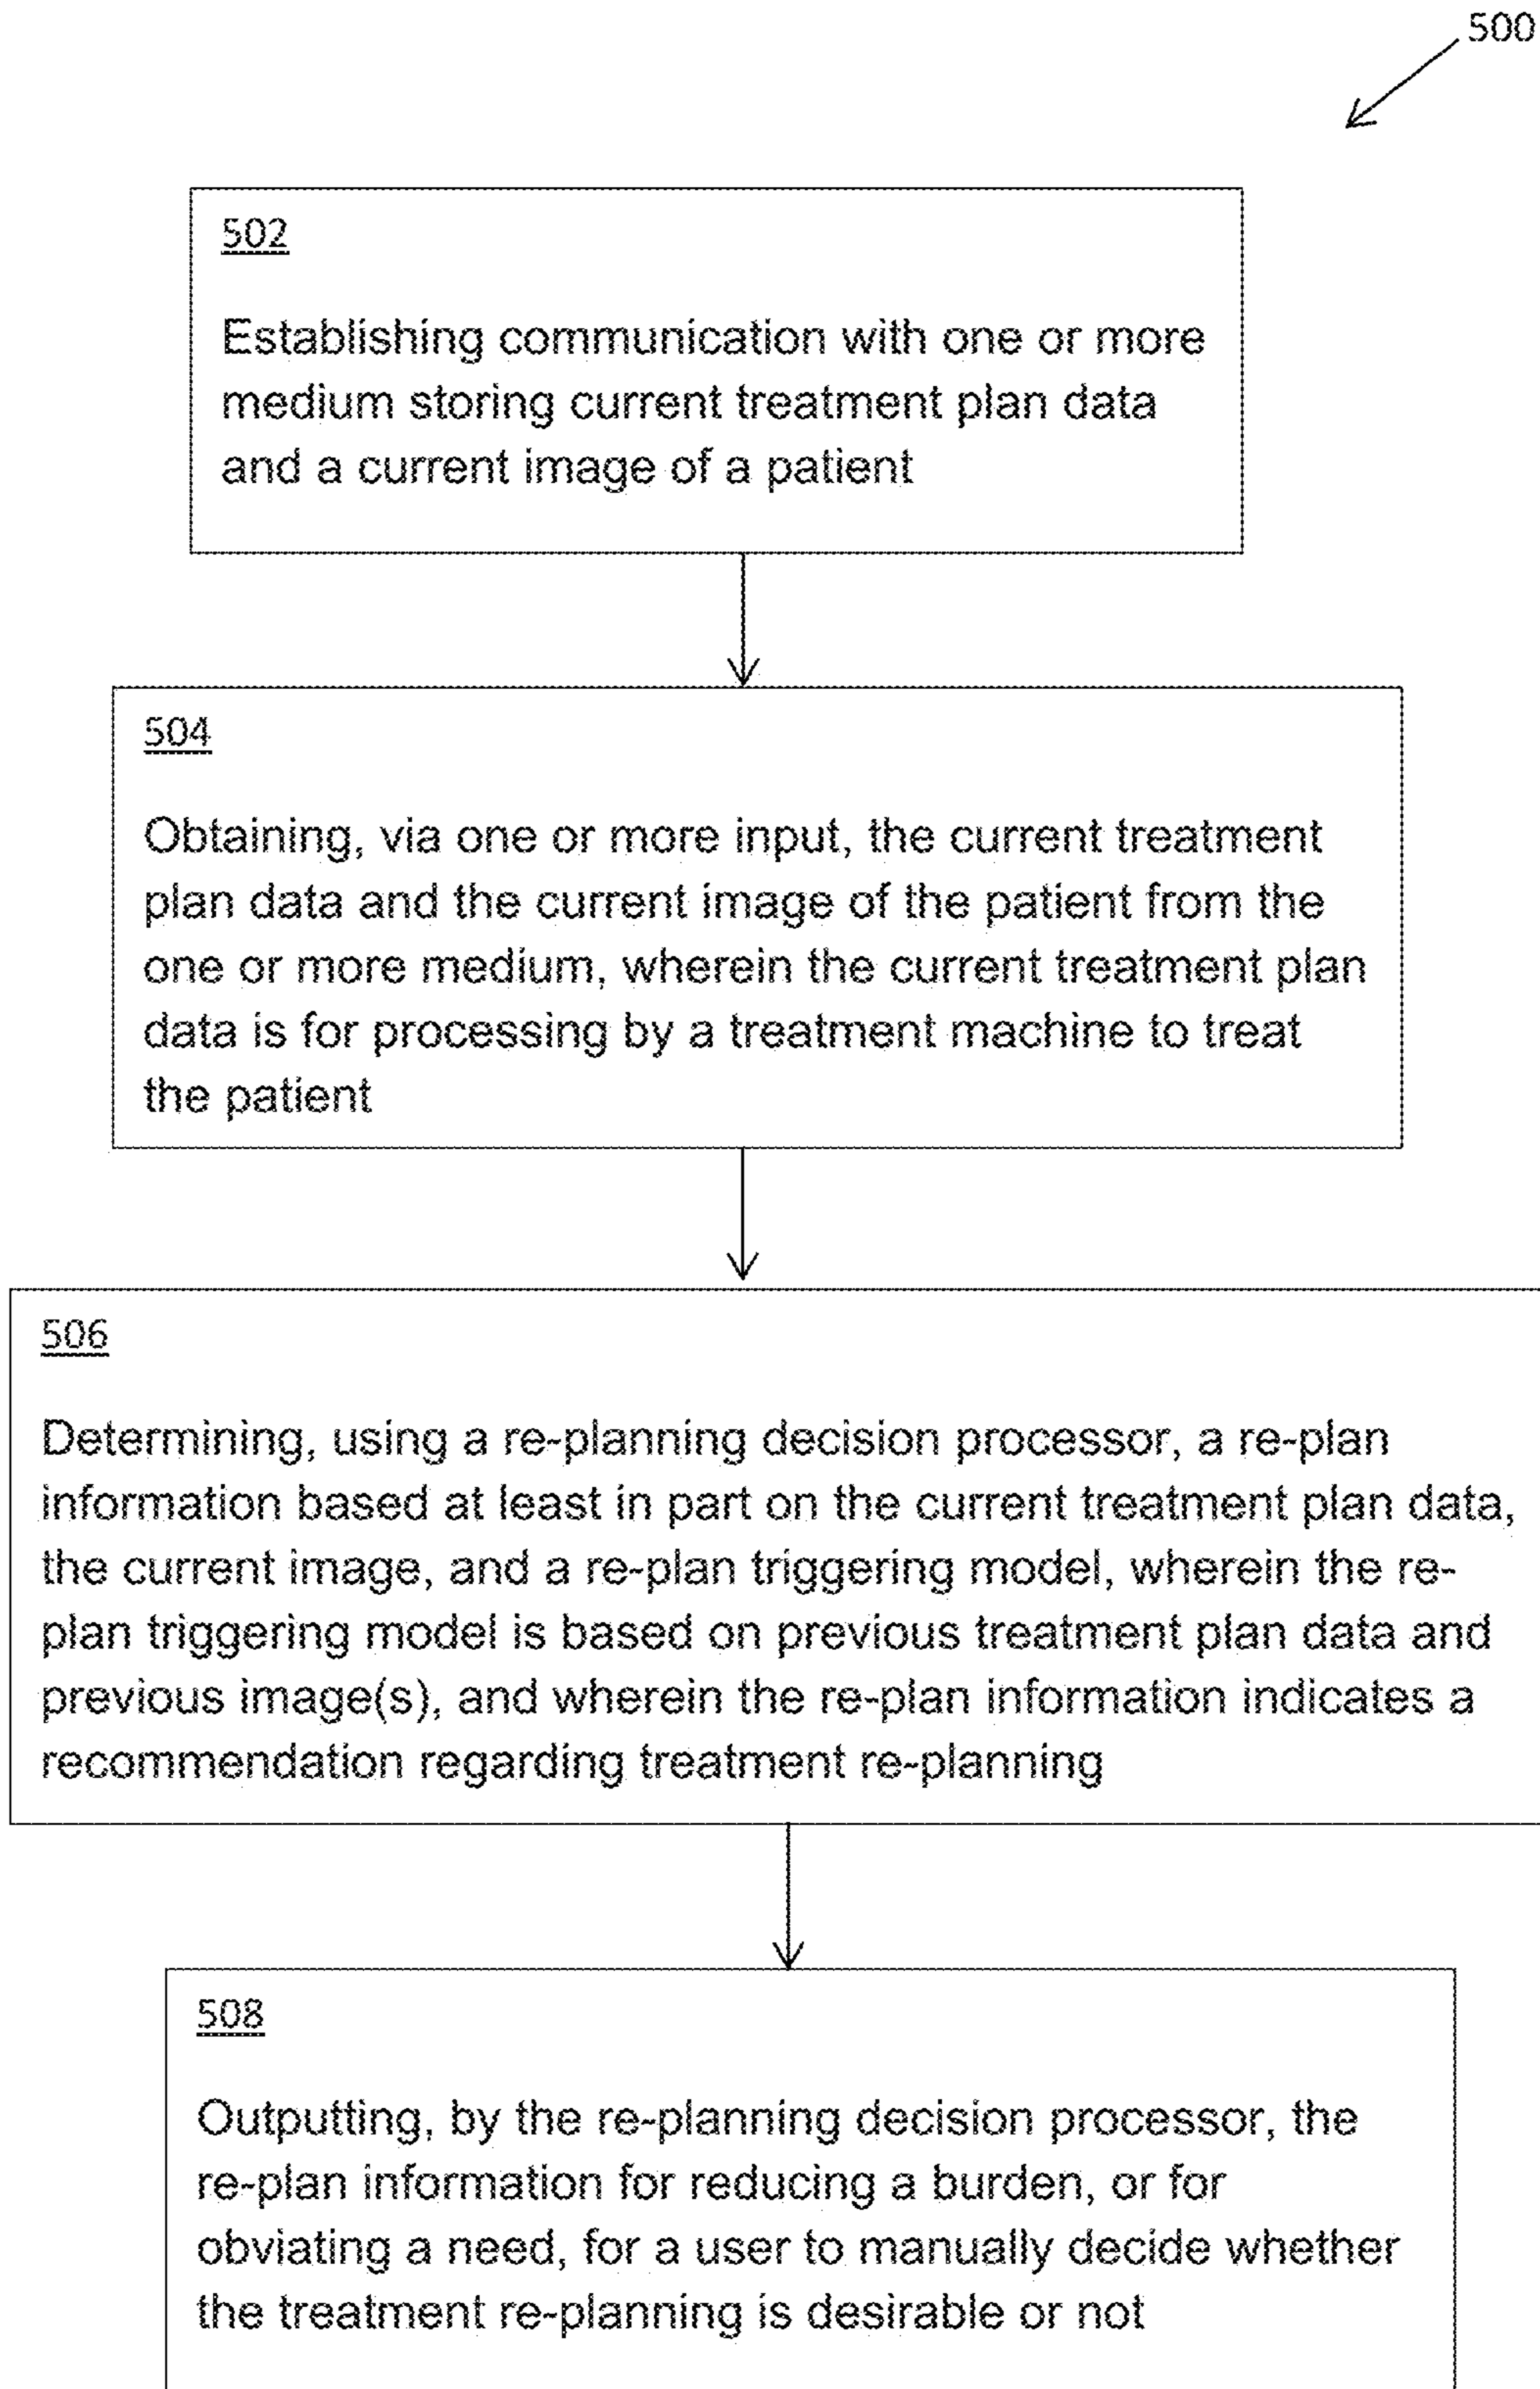 500
502
Establishing communication with one or more
medium storing current treatment plan data
and a current image of a patient
504
Obtaining, via one or more input, the current treatment
plan data and the current image of the patient from the
one or more medium, wherein the current treatment plan
data is for processing by a treatment machine to treat
the patient
506
Determining, using a re-planning decision processor, a re-plan
information based at least in part on the current treatment plan data,
the current image, and a re-plan triggering model, wherein the re-
plan triggering model is based on previous treatment plan data and
previous image(s), and wherein the re-plan information indicates a
recommendation regarding treatment re-planning
508
Outputting, by the re-planning decision processor, the
re-plan information for reducing a burden, or for
obviating a need, for a user to manually decide whether
the treatment re-planning is desirable or not